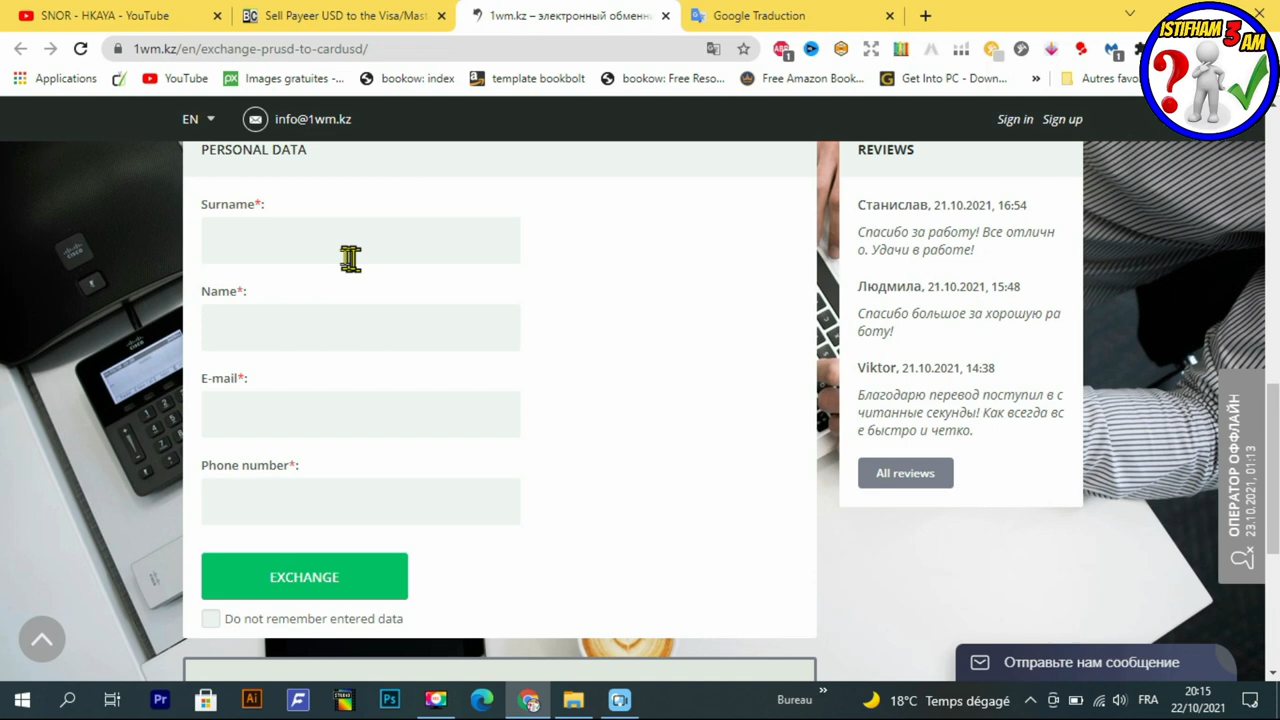 SNOR - HKAYA - YouTube
Sell Payeer USD to the Visa/Mast
1wm.kz – электронный обменн
Google Traduction
1wm.kz/en/exchange-prusd-to-cardusd/
Applications
YouTube
Images gratuites -...
bookow: index
template bookbolt
bookow: Free Reso...
Free Amazon Book...
Get Into PC - Down...
Autres favo
ISTIFHAM 3
AM
EN
info@1wm.kz
Sign in
Sign up
PERSONAL DATA
Surname*:
Name*:
E-mail*:
Phone number*:
EXCHANGE
Do not remember entered data
REVIEWS
Станислав, 21.10.2021, 16:54
Спасибо за работу! Все отличн
о. Удачи в работе!
Людмила, 21.10.2021, 15:48
Спасибо большое за хорошую ра
боту!
Viktor, 21.10.2021, 14:38
Благодарю перевод поступил в с
читанные секунды! Как всегда вс
е быстро и четко.
All reviews
ОПЕРАТОР ОФФЛАЙН
23.10.2021, 01:13
Отправьте нам сообщение
Bureau
18°C Temps dégagé
FRA
20:15
22/10/2021